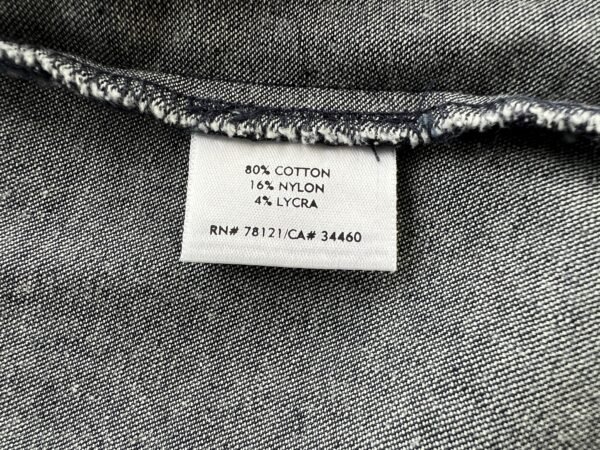 80% COTTON
16% NYLON
4% LYCRA
RN# 78121/CA# 34460